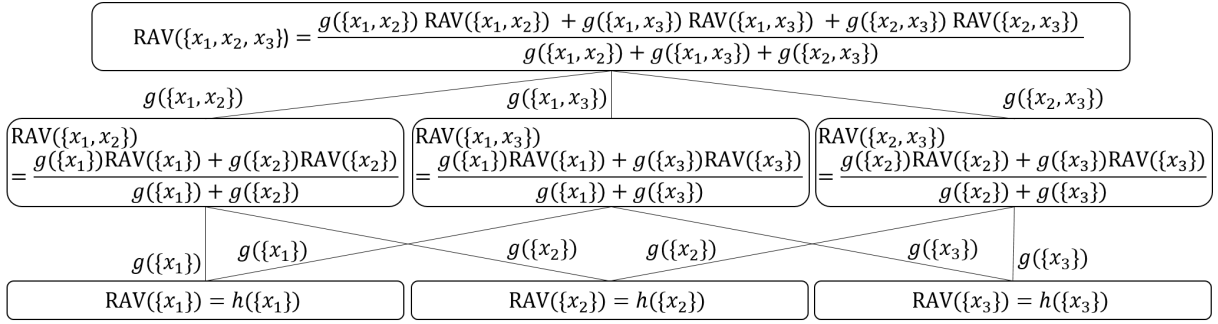 RAV({x₁, x₂, x₃}) = g({x₁, x₂}) RAV({x₁, x₂}) + g({x₁, x₃}) RAV({x₁, x₃}) + g({x₂, x₃}) RAV({x₂, x₃})
g({x₁, x₂}) + g({x₁, x₃}) + g({x₂, x₃})
g({x₁, x₂})
g({x₁, x₃})
g({x₂, x₃})
RAV({x₁, x₂})
= g({x₁})RAV({x₁}) + g({x₂})RAV({x₂})
g({x₁}) + g({x₂})
RAV({x₁, x₃})
= g({x₁})RAV({x₁}) + g({x₃})RAV({x₃})
g({x₁}) + g({x₃})
RAV({x₂, x₃})
= g({x₂})RAV({x₂}) + g({x₃})RAV({x₃})
g({x₂}) + g({x₃})
g({x₁})
g({x₁})
g({x₂})
g({x₂})
g({x₃})
g({x₃})
RAV({x₁}) = h({x₁})
RAV({x₂}) = h({x₂})
RAV({x₃}) = h({x₃})